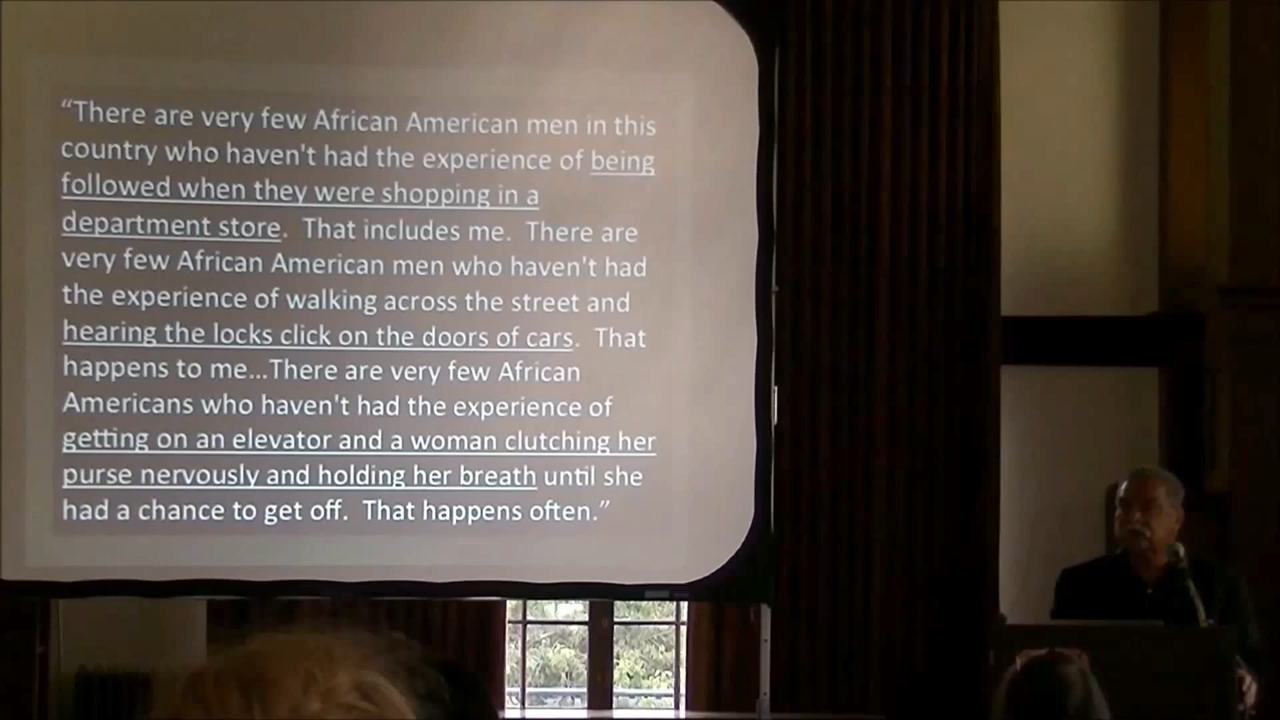 “There are very few African American men in this
country who haven't had the experience of being
followed when they were shopping in a
department store.  That includes me.  There are
very few African American men who haven't had
the experience of walking across the street and
hearing the locks click on the doors of cars.  That
happens to me...There are very few African
Americans who haven't had the experience of
getting on an elevator and a woman clutching her
purse nervously and holding her breath until she
had a chance to get off.  That happens often.”